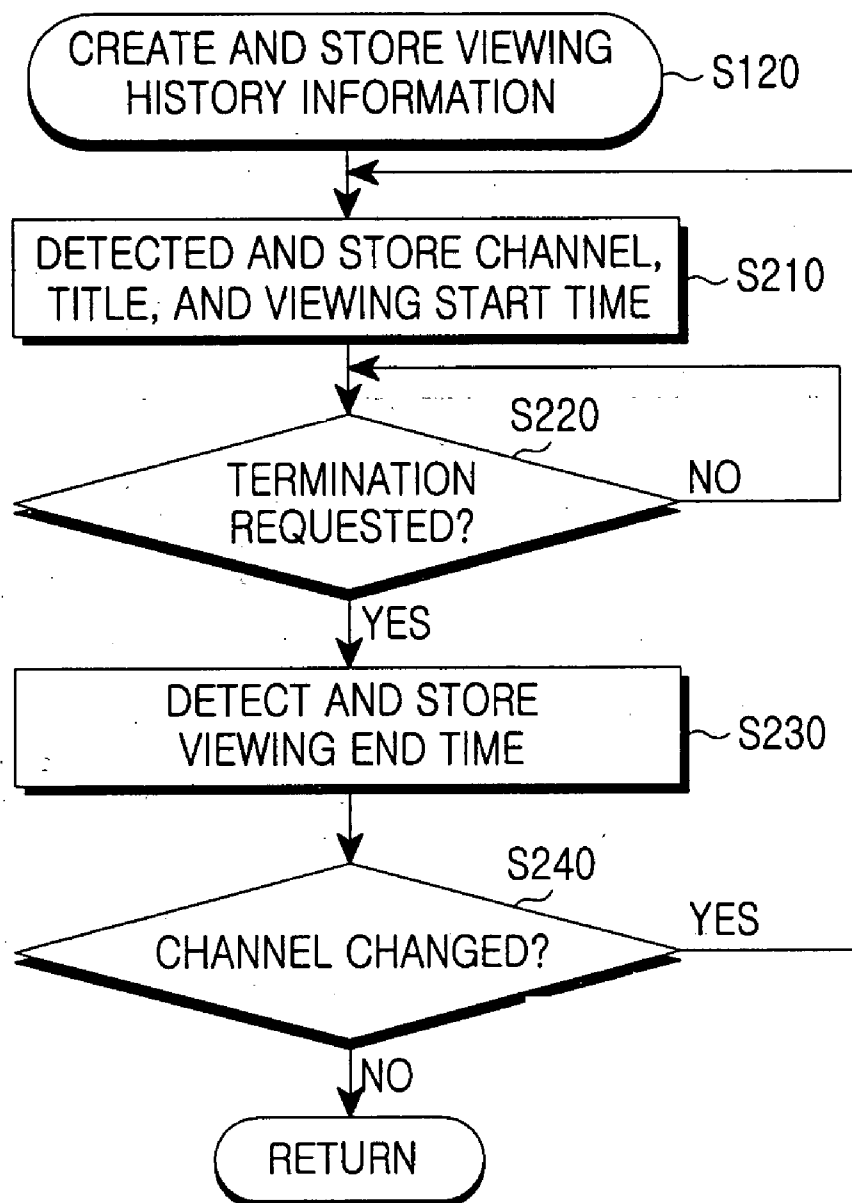 CREATE AND STORE VIEWING
HISTORY INFORMATION
S120
DETECTED AND STORE CHANNEL,
TITLE, AND VIEWING START TIME
S210
S220
TERMINATION
REQUESTED?
NO
YES
DETECT AND STORE
VIEWING END TIME
S230
S240
CHANNEL CHANGED?
YES
NO
RETURN